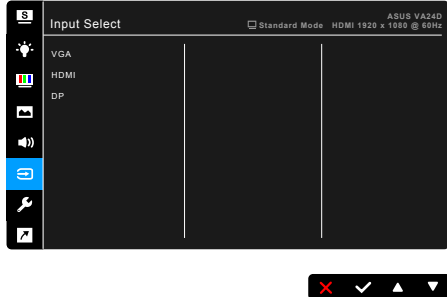 S
Input Select
ASUS VA24D
Standard Mode HDMI 1920 x 1080 @ 60Hz
VGA
HDMI
DP